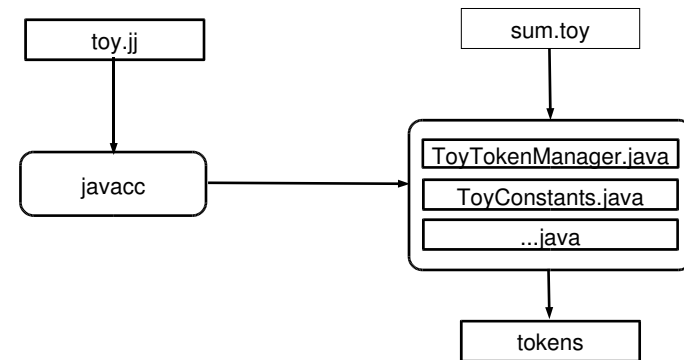 toy.jj
sum.toy
javacc
ToyTokenManager.java
ToyConstants.java
...java
tokens